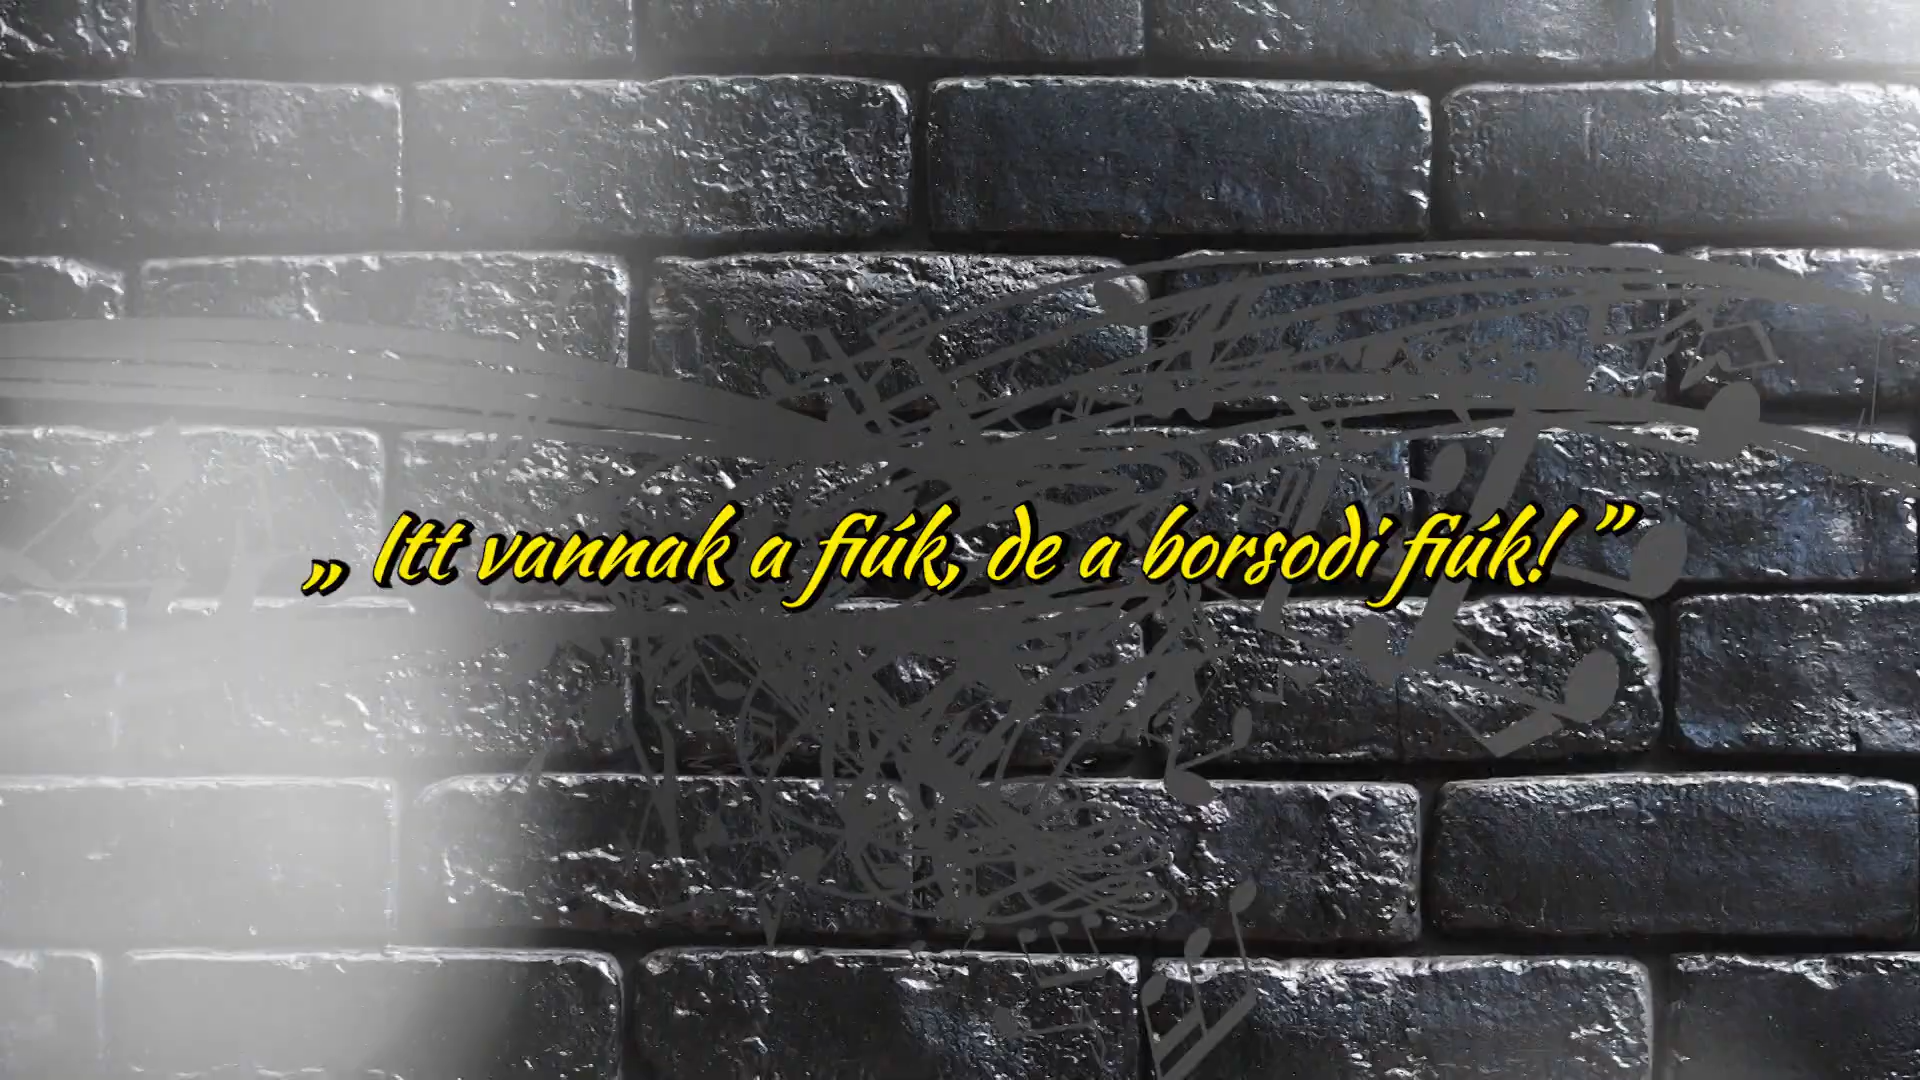 „ Itt vannak a fiúk, de a borsodi fiúk! ”